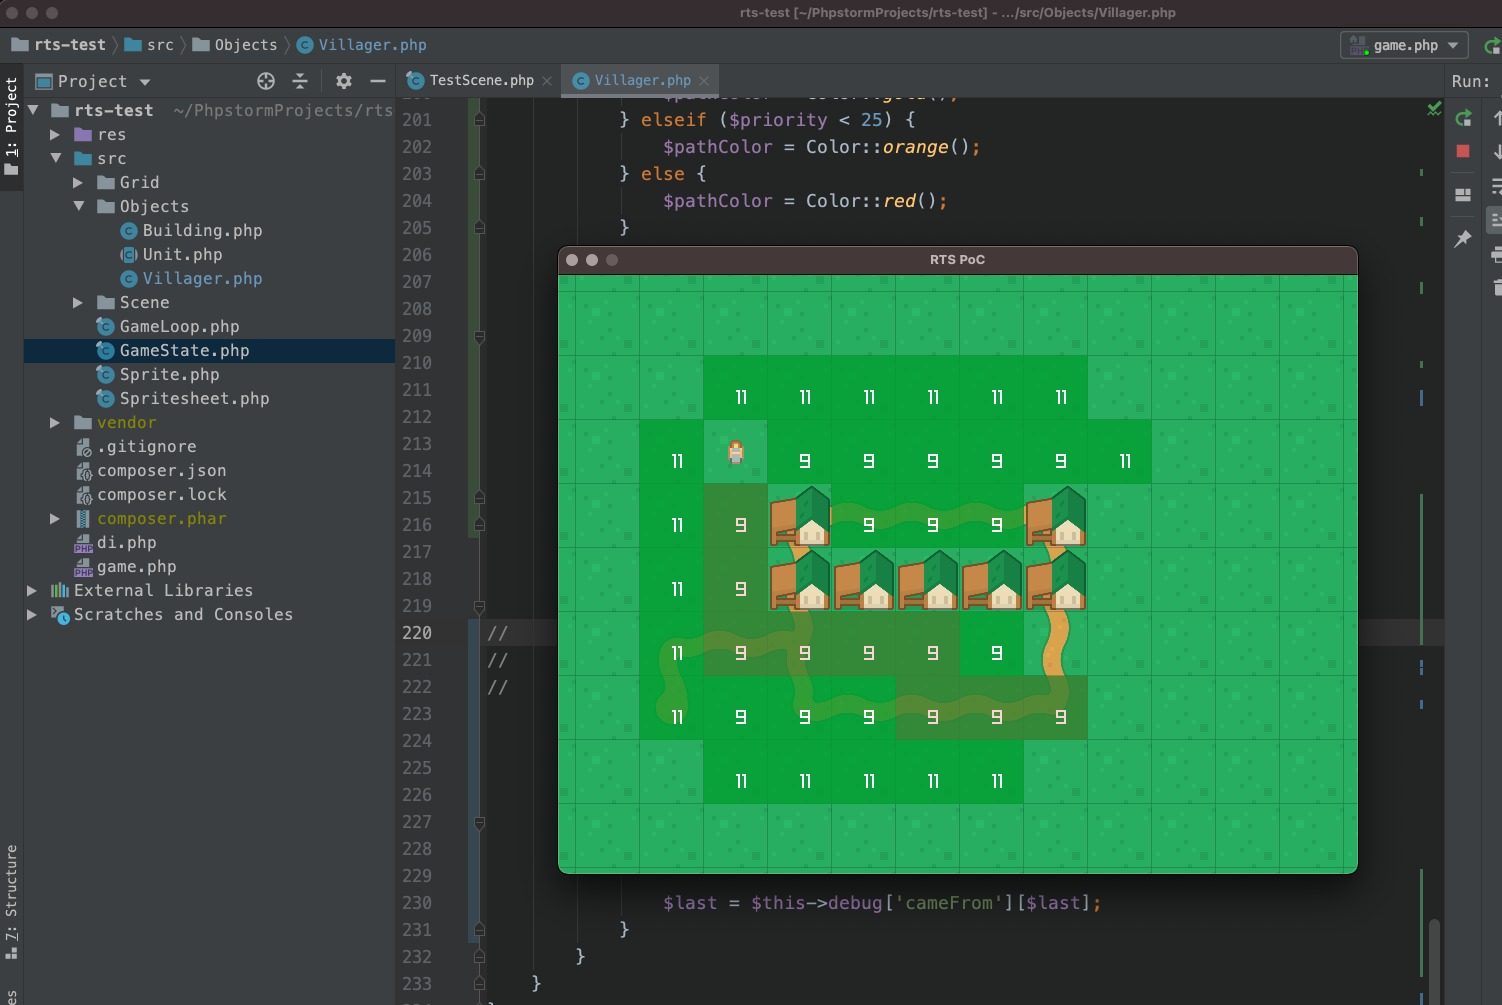 rts-test [~/PhpstormProjects/rts-test] - .../src/Objects/Villager.php
rts-test src Objects Villager.php
game.php
1: Project
Project
TestScene.php Villager.php
Run:
rts-test ~/PhpstormProjects/rts
res
src
Grid
Objects
Building.php
Unit.php
Villager.php
Scene
GameLoop.php
GameState.php
Sprite.php
Spritesheet.php
vendor
.gitignore
composer.json
composer.lock
composer.phar
di.php
game.php
External Libraries
Scratches and Consoles
7: Structure
201 } elseif ($priority < 25) {
202 $pathColor = Color::orange();
203 } else {
204 $pathColor = Color::red();
205 }
206
207
208
209
210
211
212
213
214
215
216
217
218
219
220 //
221 //
222 //
223
224
225
226
227
228
229
230 $last = $this->debug['cameFrom'][$last];
231 }
232 }
233 }
RTS PoC
11 11 11 11 11 11
11 9 9 9 9 9 11
11 9 9 9 9
11 9
11 9 9 9 9 9
11 9 9 9 9 9 9
11 11 11 11 11